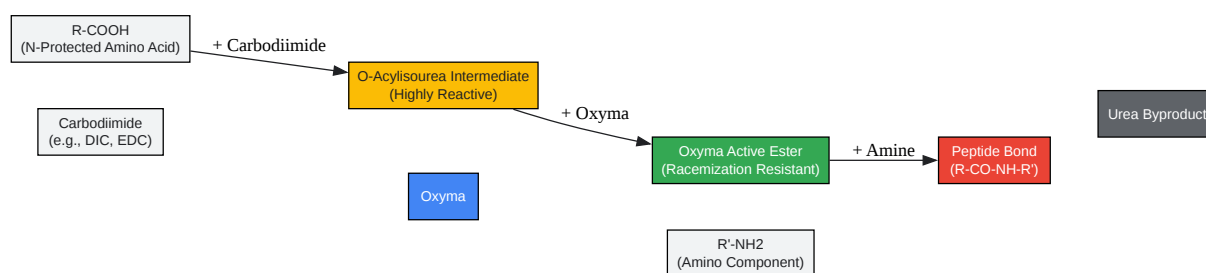 R-COOH
(N-Protected Amino Acid)
+ Carbodiimide
O-Acylisourea Intermediate
(Highly Reactive)
Carbodiimide
(e.g., DIC, EDC)
+ Oxyma
Urea Byproduct
Oxyma Active Ester
(Racemization Resistant)
+ Amine
Peptide Bond
(R-CO-NH-R')
Oxyma
R'-NH2
(Amino Component)